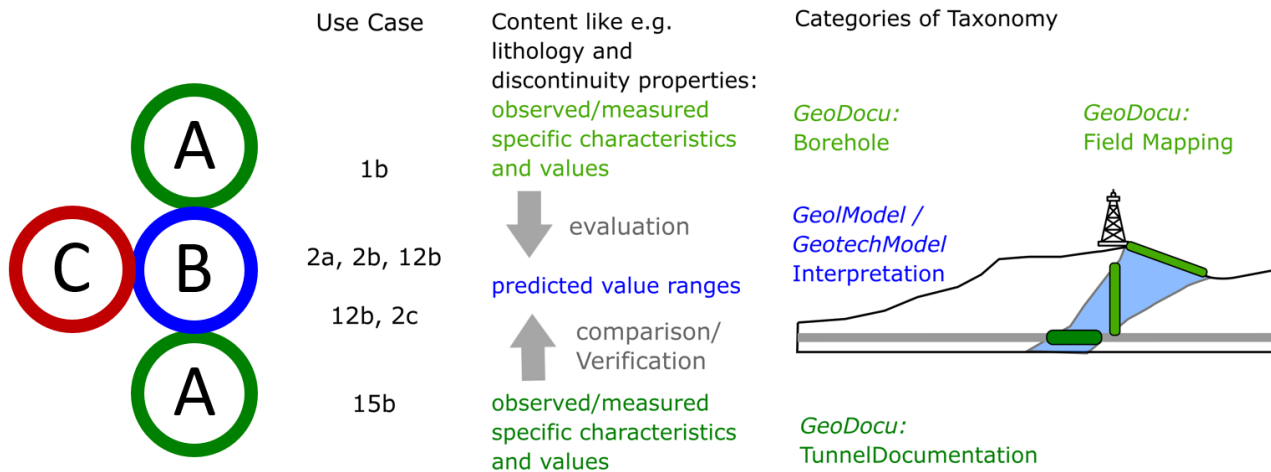 Use Case
Content like e.g.
lithology and
discontinuity properties:
observed/measured
specific characteristics
and values
Categories of Taxonomy
GeoDocu:
Borehole
GeoDocu:
Field Mapping
A
1b
evaluation
GeolModel /
GeotechModel
Interpretation
C
B
2a, 2b, 12b
predicted value ranges
12b, 2c
comparison/
Verification
A
15b
observed/measured
specific characteristics
and values
GeoDocu:
TunnelDocumentation